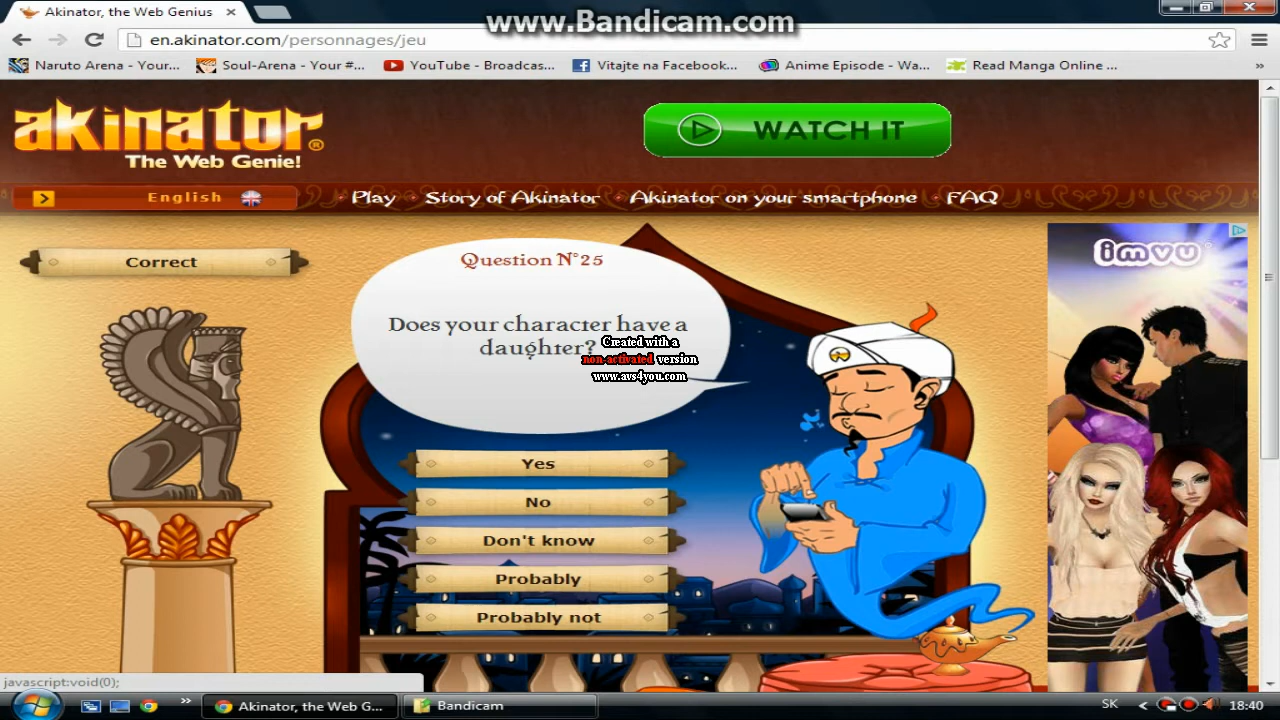 www.Bandicam.com
Akinator, the Web Genius
en.akinator.com/personnages/jeu
Naruto Arena - Your... Soul-Arena - Your #... YouTube - Broadcas... Vitajte na Facebook... Anime Episode - Wa... Read Manga Online ... »
akinator®
The Web Genie!
WATCH IT
English
Play Story of Akinator Akinator on your smartphone FAQ
Correct
imvu
Question N°25
Does your character have a
daughter?
Created with a
non-activated version
www.avs4you.com
Yes
No
Don't know
Probably
Probably not
javascript:void(0);
Akinator, the Web G... Bandicam SK 18:40